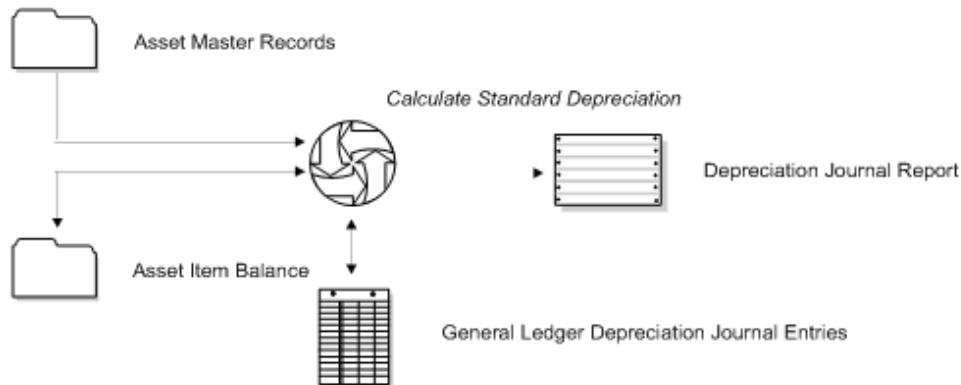 Asset Master Records
Calculate Standard Depreciation
Depreciation Journal Report
Asset Item Balance
General Ledger Depreciation Journal Entries